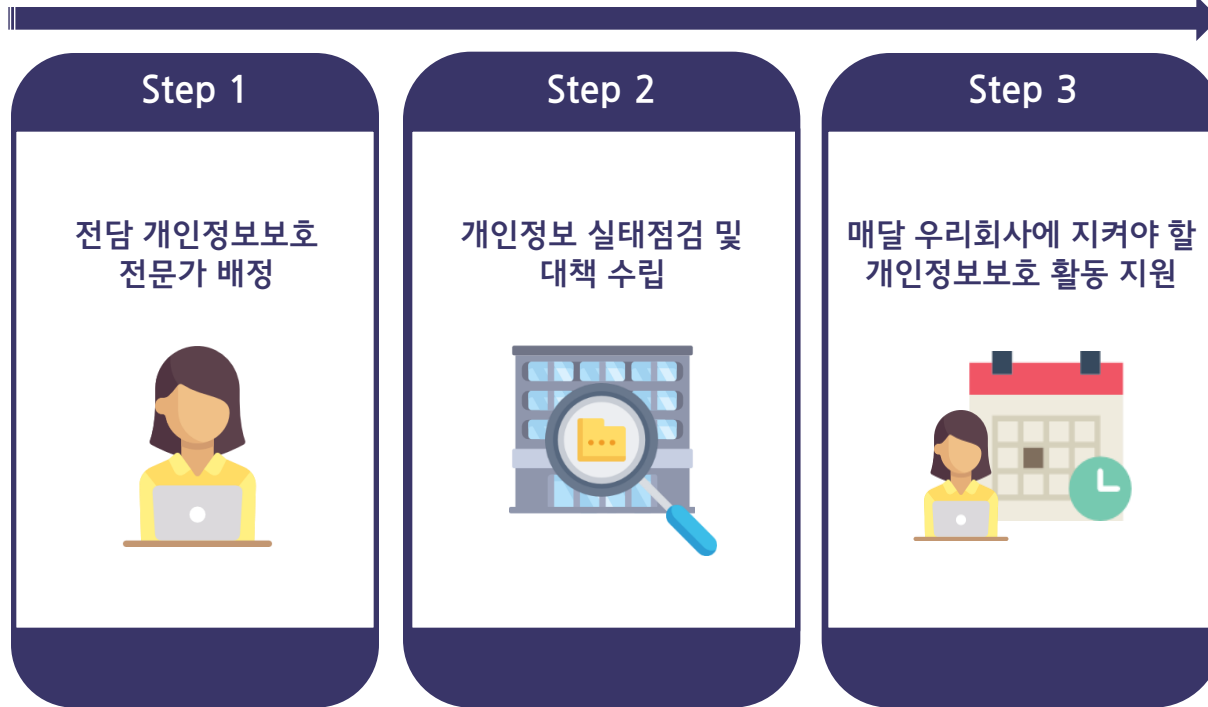 Step 1
전담 개인정보보호
전문가 배정
Step 2
개인정보 실태점검 및
대책 수립
Step 3
매달 우리회사에 지켜야 할
개인정보보호 활동 지원